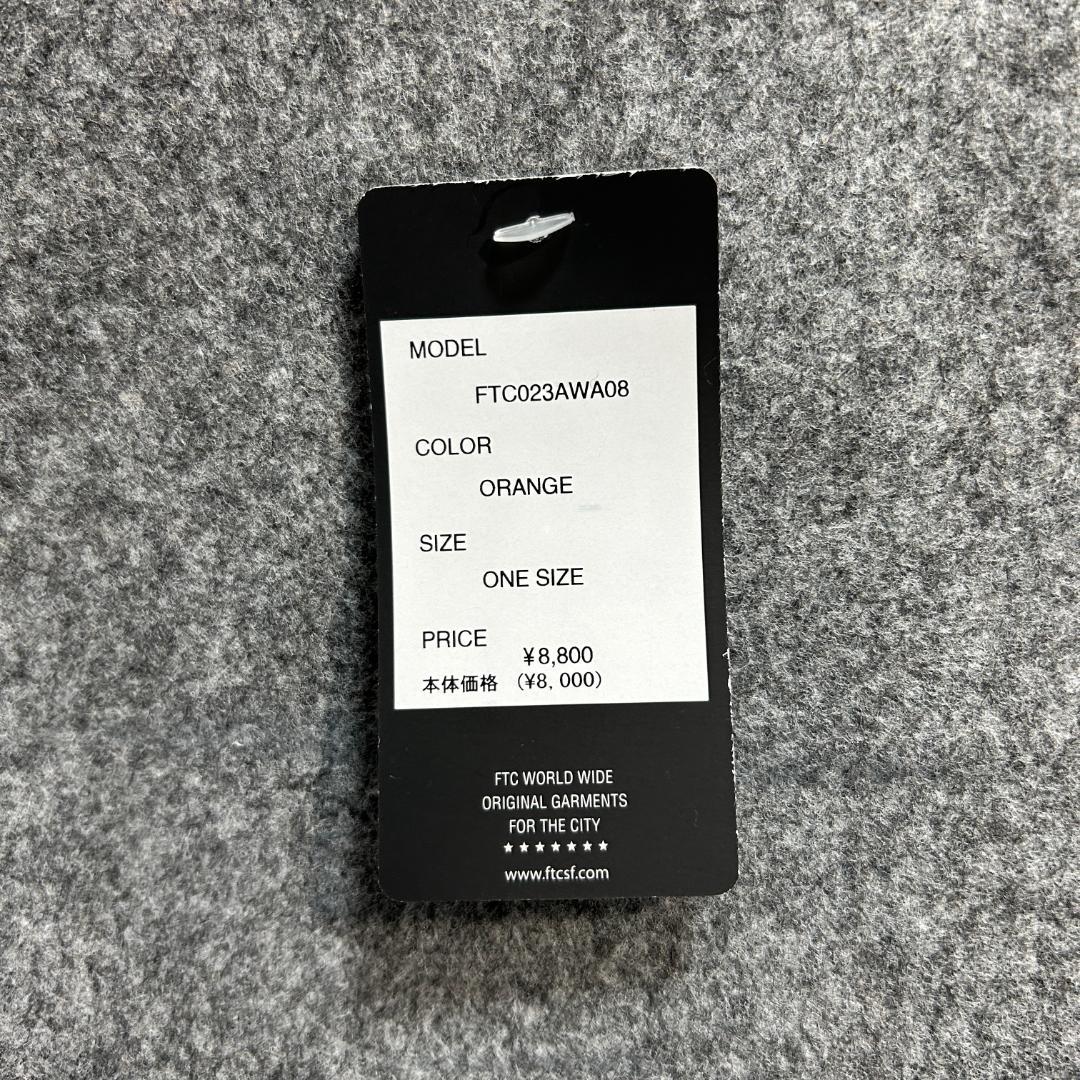 MODEL
FTC023AWA08
COLOR
ORANGE
SIZE
ONE SIZE
PRICE
¥8,800
本体価格 (¥8,000)
FTC WORLD WIDE
ORIGINAL GARMENTS
FOR THE CITY
★★★★★★★
www.ftcsf.com